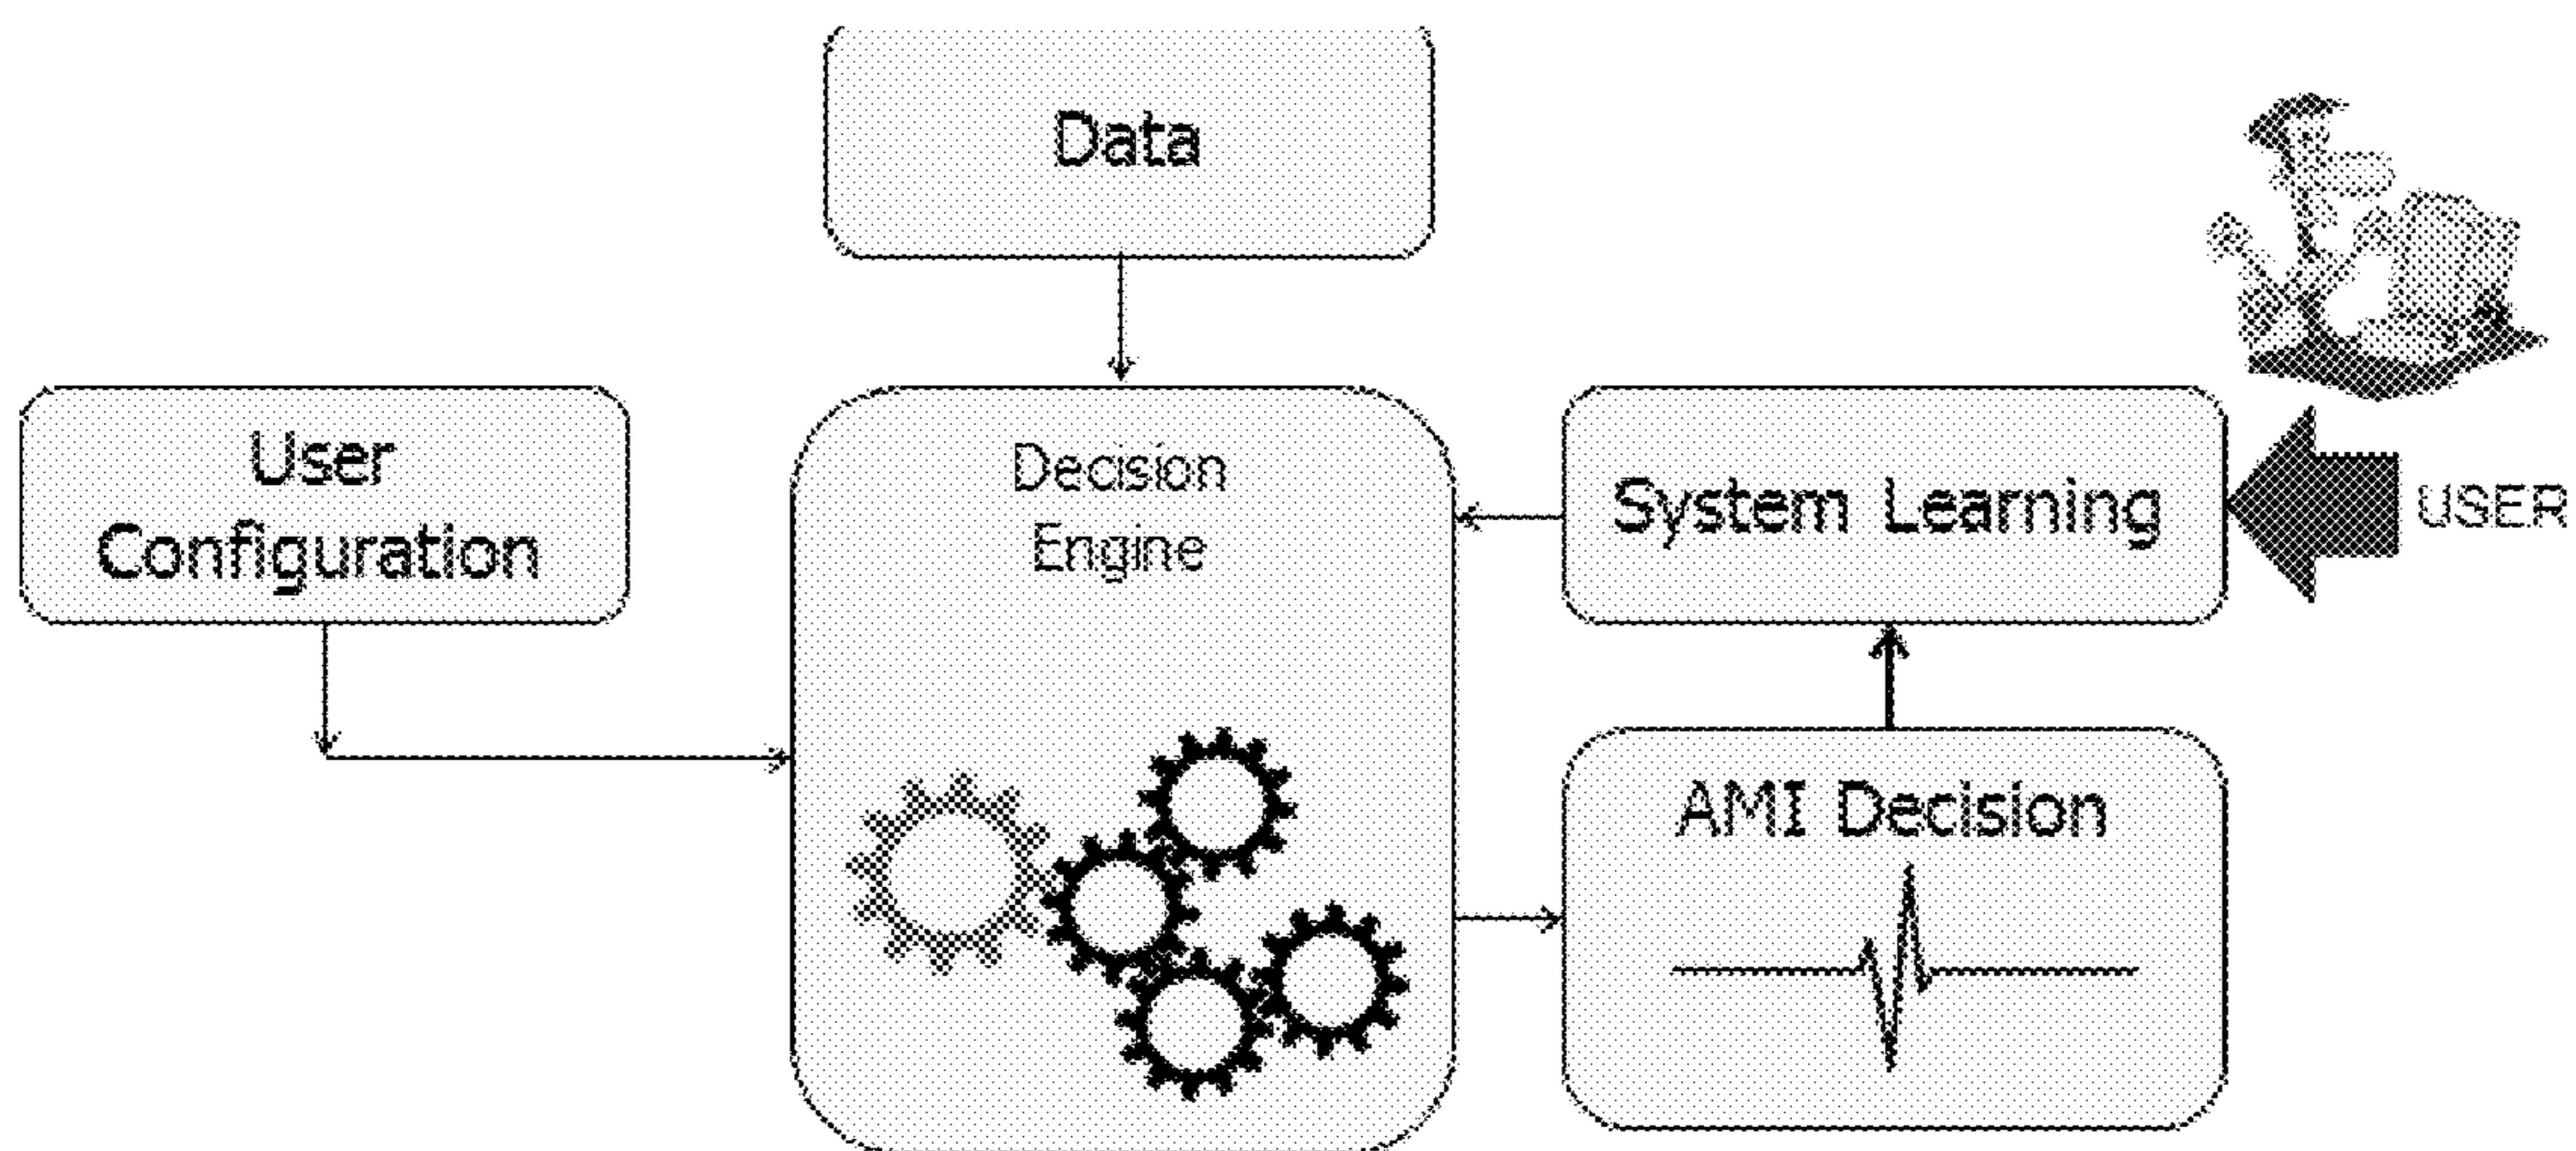 Data
User
Configuration
Decision
Engine
System Learning
USER
AMI Decision